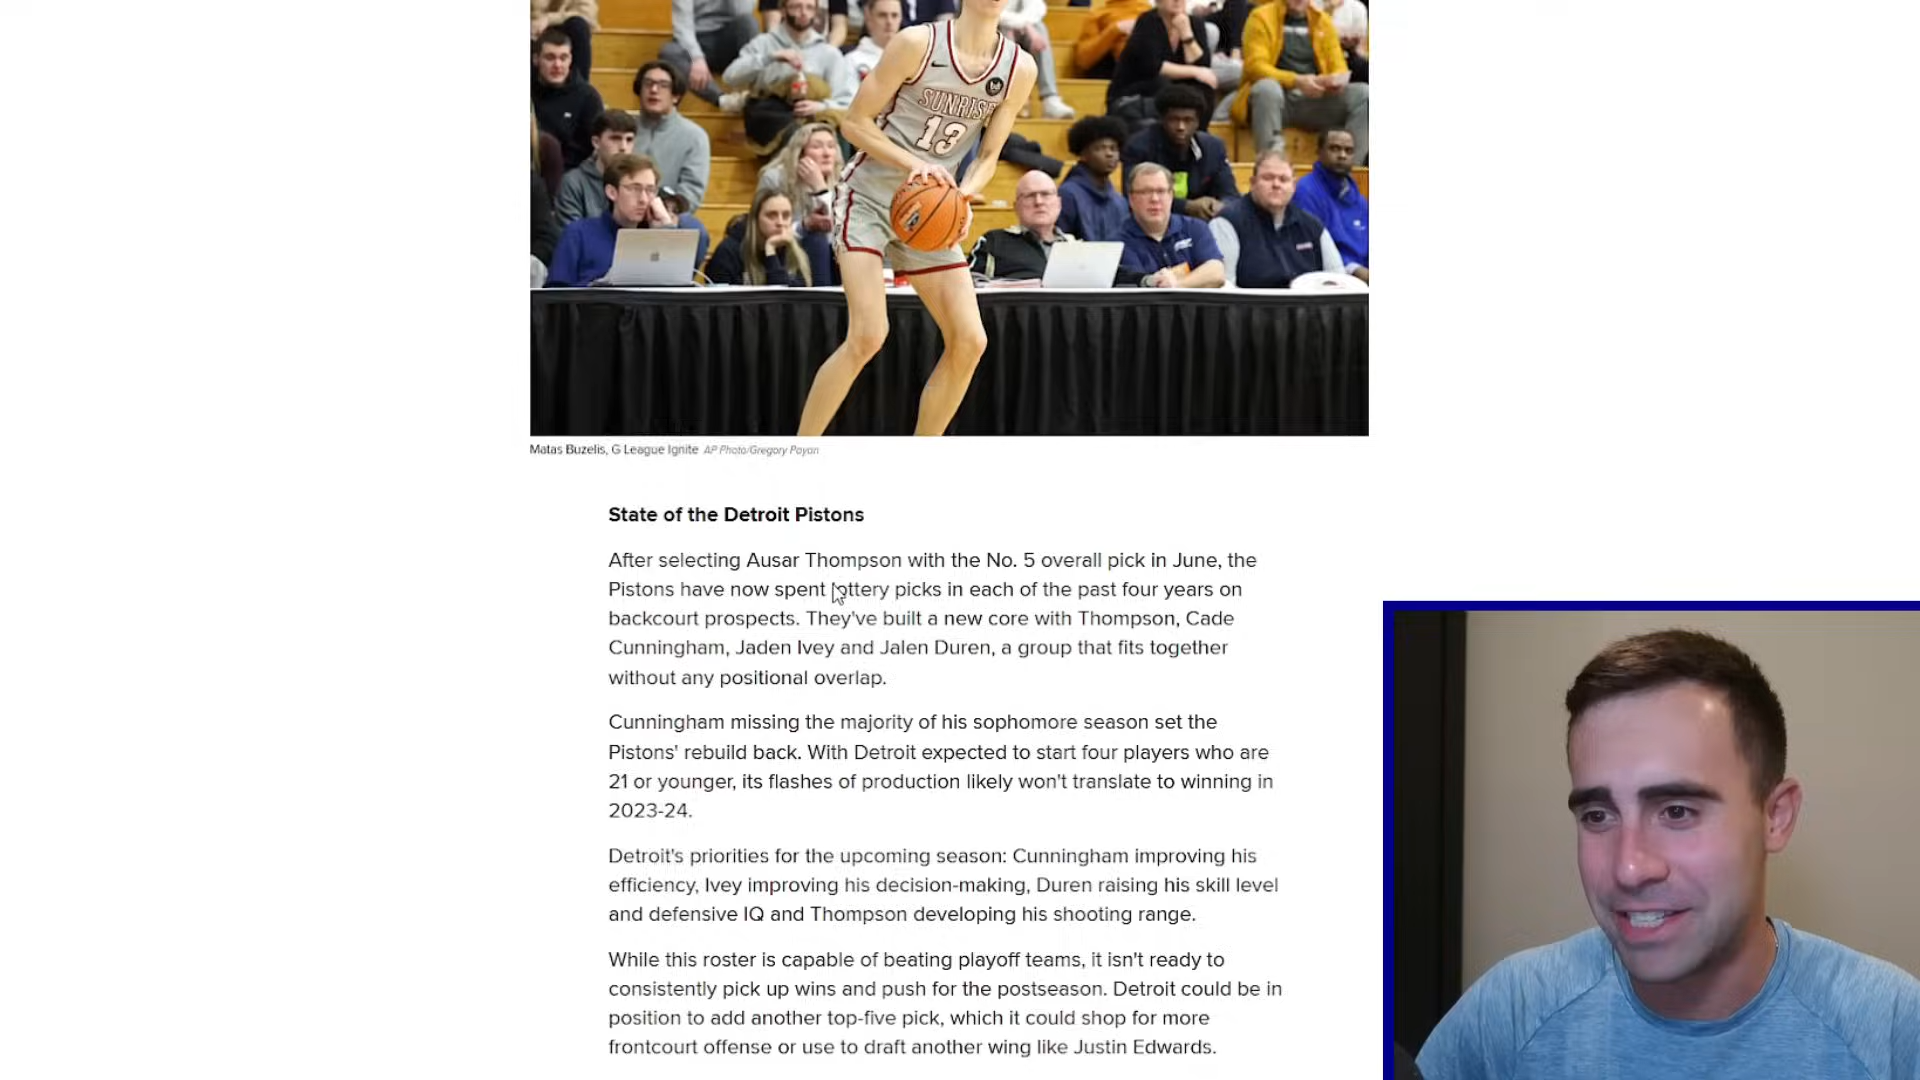 SUNRISE
13
Matas Buzelis, G League Ignite AP Photo/Gregory Payan
State of the Detroit Pistons
After selecting Ausar Thompson with the No. 5 overall pick in June, the
Pistons have now spent lottery picks in each of the past four years on
backcourt prospects. They've built a new core with Thompson, Cade
Cunningham, Jaden Ivey and Jalen Duren, a group that fits together
without any positional overlap.
Cunningham missing the majority of his sophomore season set the
Pistons' rebuild back. With Detroit expected to start four players who are
21 or younger, its flashes of production likely won't translate to winning in
2023-24.
Detroit's priorities for the upcoming season: Cunningham improving his
efficiency, Ivey improving his decision-making, Duren raising his skill level
and defensive IQ and Thompson developing his shooting range.
While this roster is capable of beating playoff teams, it isn't ready to
consistently pick up wins and push for the postseason. Detroit could be in
position to add another top-five pick, which it could shop for more
frontcourt offense or use to draft another wing like Justin Edwards.